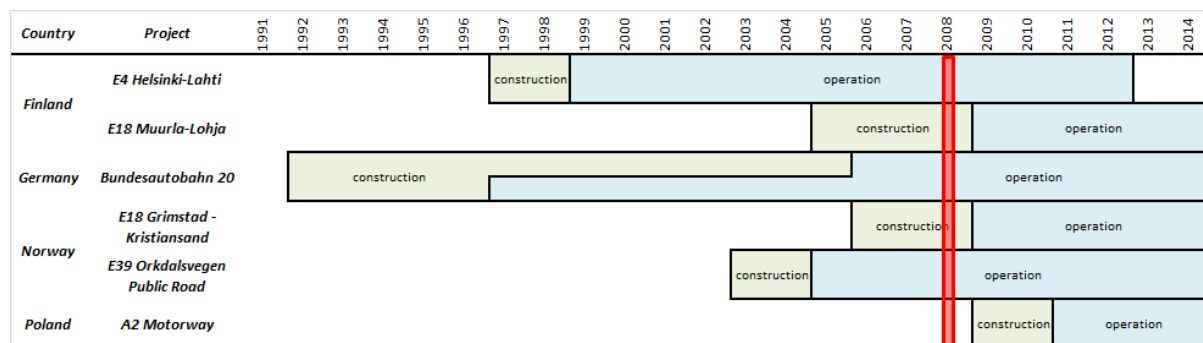 Country Project 1991 1992 1993 1994 1995 1996 1997 1998 1999 2000 2001 2002 2003 2004 2005 2006 2007 2008 2009 2010 2011 2012 2013 2014
E4 Helsinki-Lahti construction operation
Finland
E18 Muurla-Lohja construction operation
Germany Bundesautobahn 20 construction operation
E18 Grimstad -
Kristiansand construction operation
Norway
E39 Orkdalsvegen
Public Road construction operation
Poland A2 Motorway construction operation